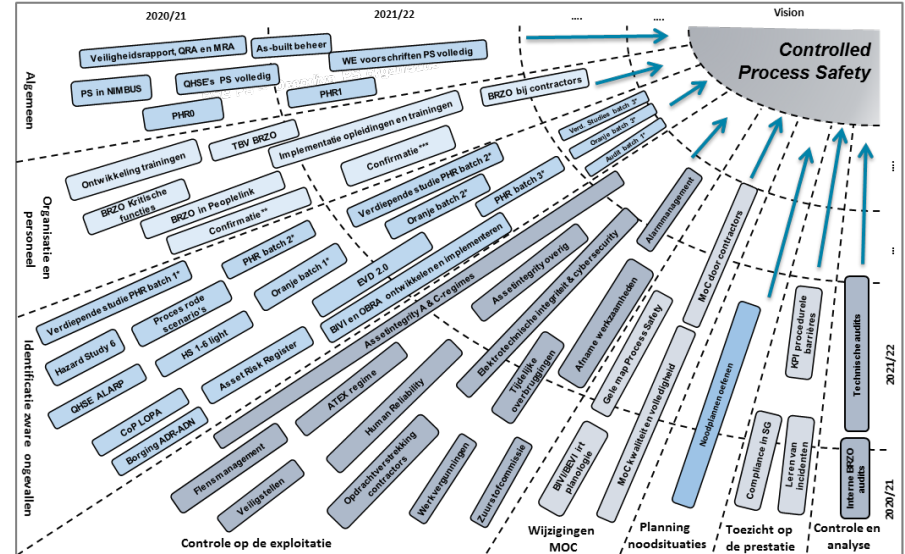 2020/21
2021/22
....
....
Vision
Controlled
Process Safety
Algemeen
Veiligheidsrapport, QRA en MRA
As-built beheer
WE voorschriften PS volledig
PS in NIMBUS
QHSE's PS volledig
PHR0
PHR1
BRZO bij contractors
Organisatie en
personeel
Ontwikkeling trainingen
TBV BRZO
Implementatie opleidingen en trainingen
Confirmatie ***
BRZO Kritische
functies
BRZO in Peoplelink
Confirmatie **
Identificatie zware ongevallen
Verd. Studies batch 3*
Oranje batch 3*
Audit batch 1*
Verdiepende studie PHR batch 2*
Oranje batch 2*
PHR batch 3*
Verdiepende studie PHR batch 1*
PHR batch 2*
Proces rode
scenario's
Oranje batch 1*
EVD 2.0
BIVI en OBRA ontwikkelen en implementeren
Hazard Study 6
HS 1-6 light
Asset Risk Register
QHSE ALARP
CoP LOPA
Borging ADR-ADN
Controle op de exploitatie
Assetintegrity A & C-regimes
Assetintegrity overig
Elektrotechnische integriteit & cybersecurity
Alarmmanagement
Afname werkzaamheden
Tijdelijke
overbruggingen
ATEX regime
Human Reliability
Flensmanagement
Veiligstellen
Opdrachtverstrekking
contractors
Werkvergunningen
Zuurstofcommissie
Wijzigingen
MOC
MoC door contractors
Gele map Process Safety
MoC kwaliteit en volledigheid
BIVI/BEVI irt
planologie
Planning
noodsituaties
Noodplannen oefenen
Toezicht op
de prestatie
KPI procedurele
barrières
Compliance in SG
Leren van
incidenten
Controle en
analyse
Technische audits
Interne BRZO
audits
....
...
2021/22
2020/21